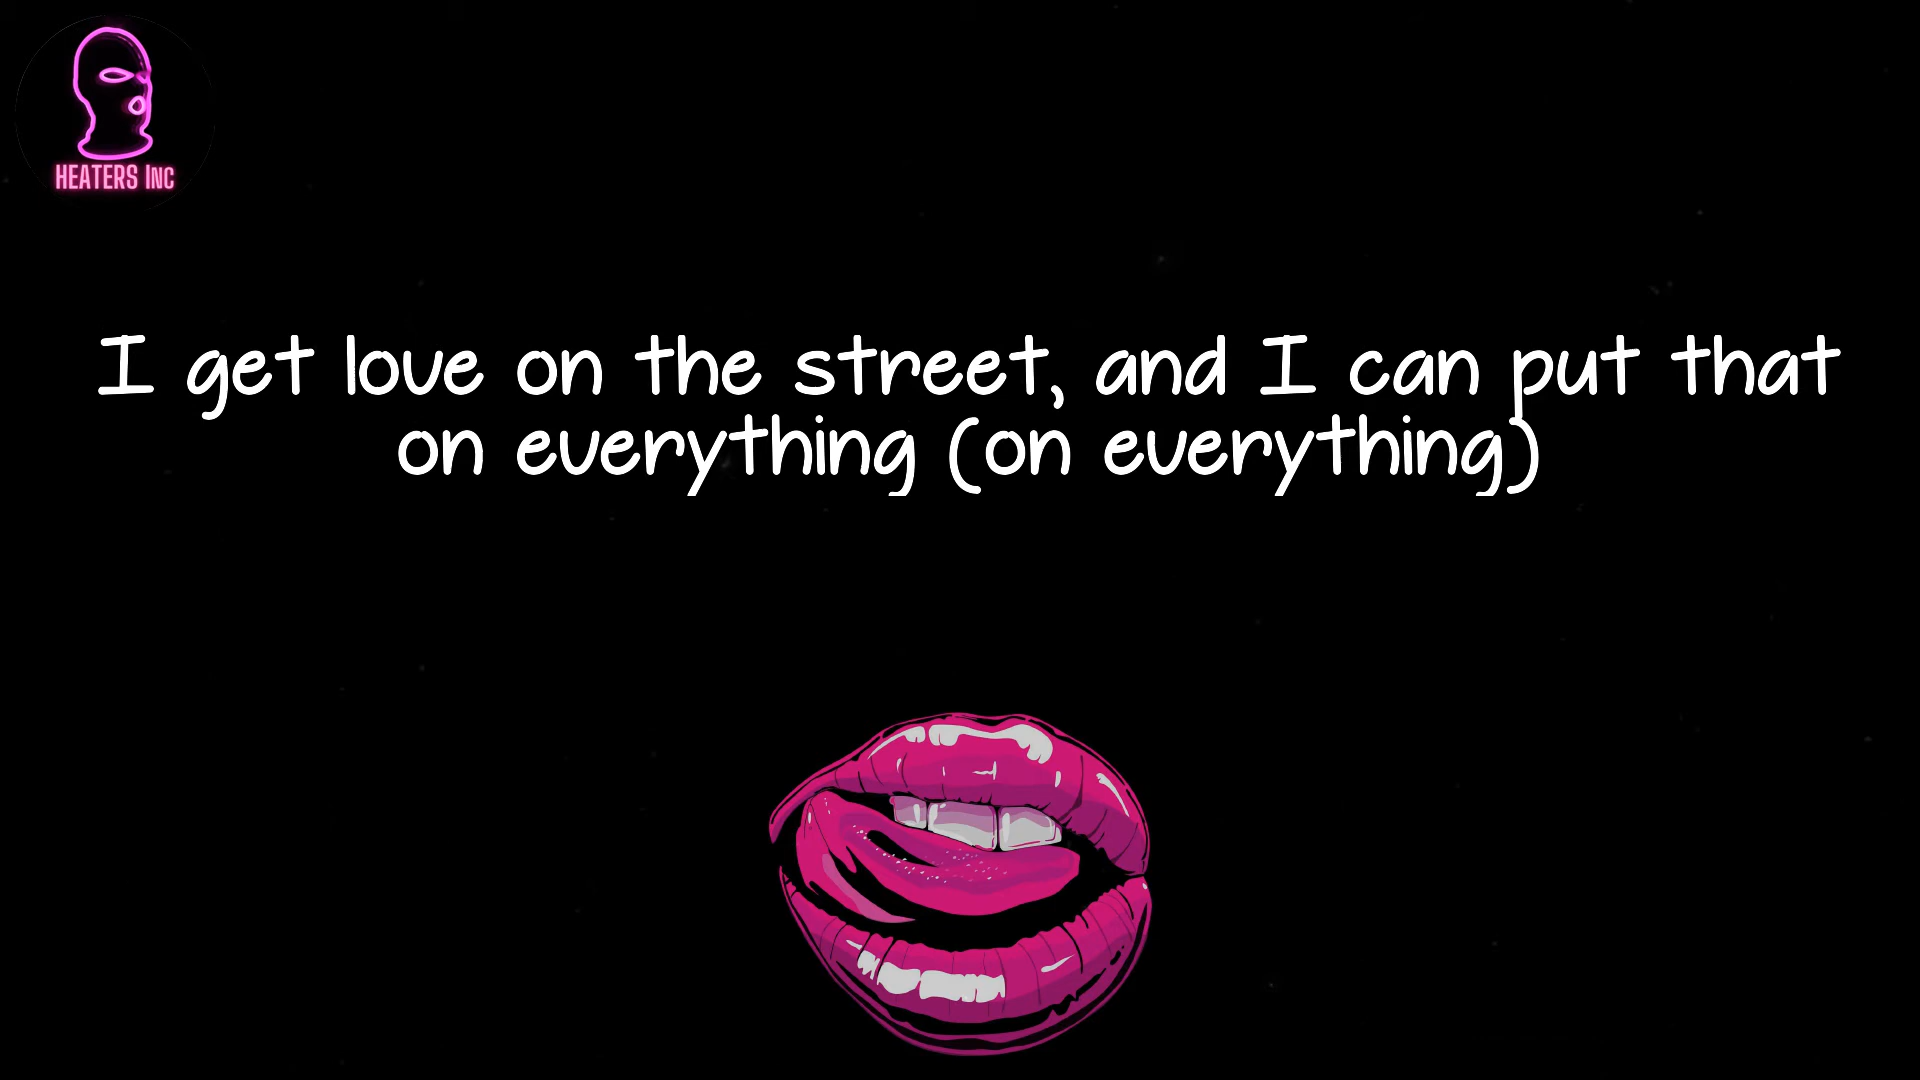 HEATERS INC
I get love on the street, and I can put that
on everything (on everything)